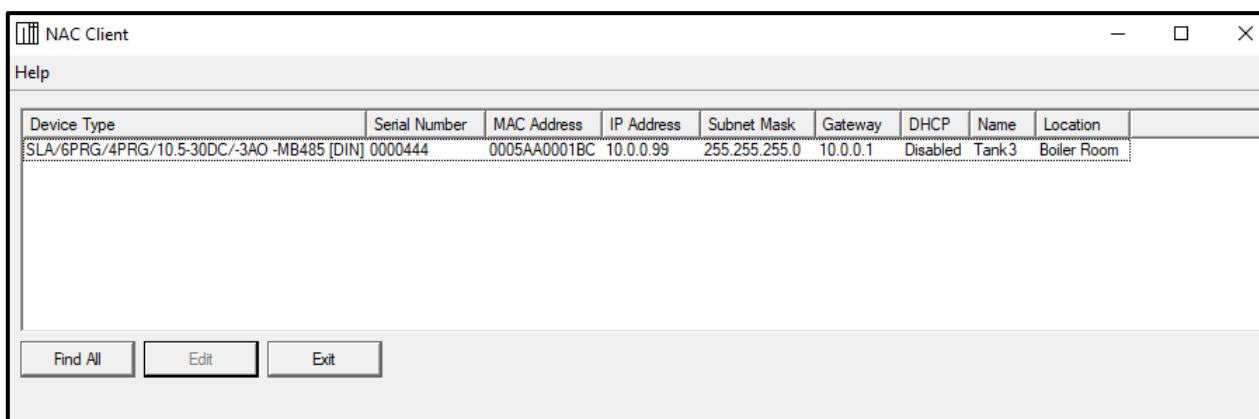 NAC Client
Help
Device Type Serial Number MAC Address IP Address Subnet Mask Gateway DHCP Name Location
SLA/6PRG/4PRG/10.5-30DC/-3AO -MB485 [DIN] 0000444 0005AA0001BC 10.0.0.99 255.255.255.0 10.0.0.1 Disabled Tank3 Boiler Room
Find All Edit Exit